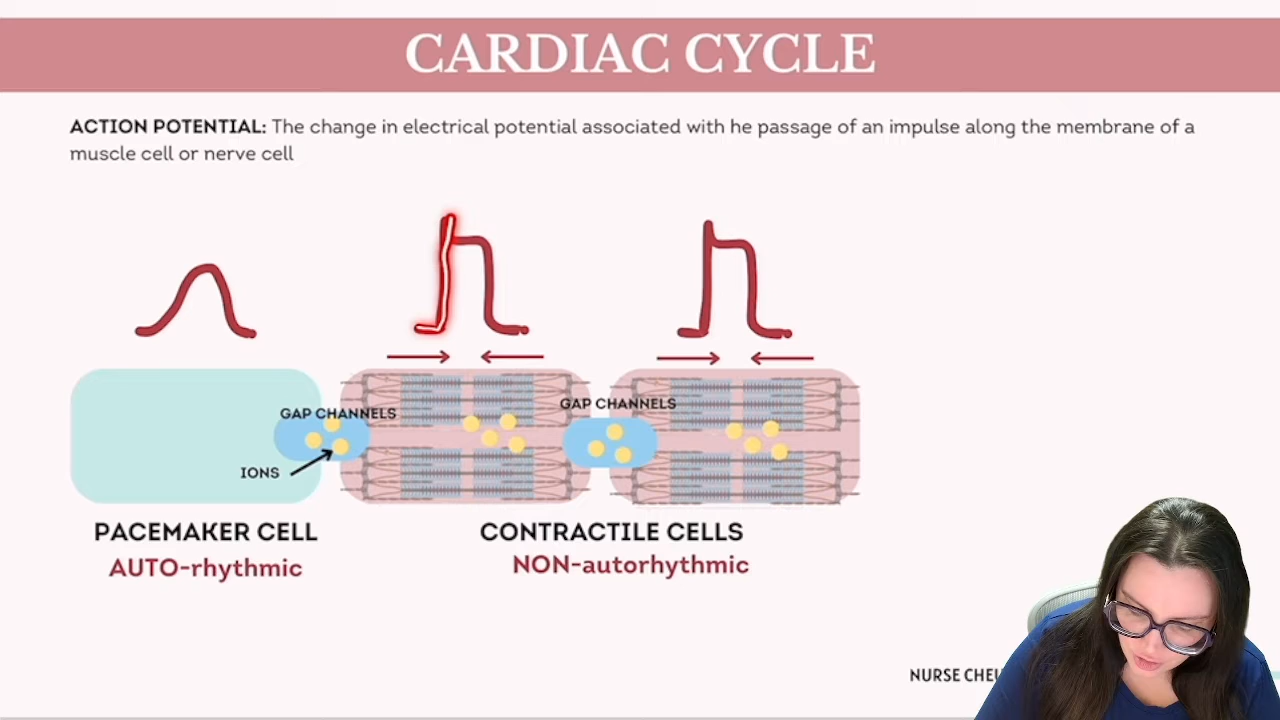 CARDIAC CYCLE
ACTION POTENTIAL: The change in electrical potential associated with he passage of an impulse along the membrane of a
muscle cell or nerve cell
GAP CHANNELS
GAP CHANNELS
IONS
PACEMAKER CELL
AUTO-rhythmic
CONTRACTILE CELLS
NON-autorhythmic
NURSE